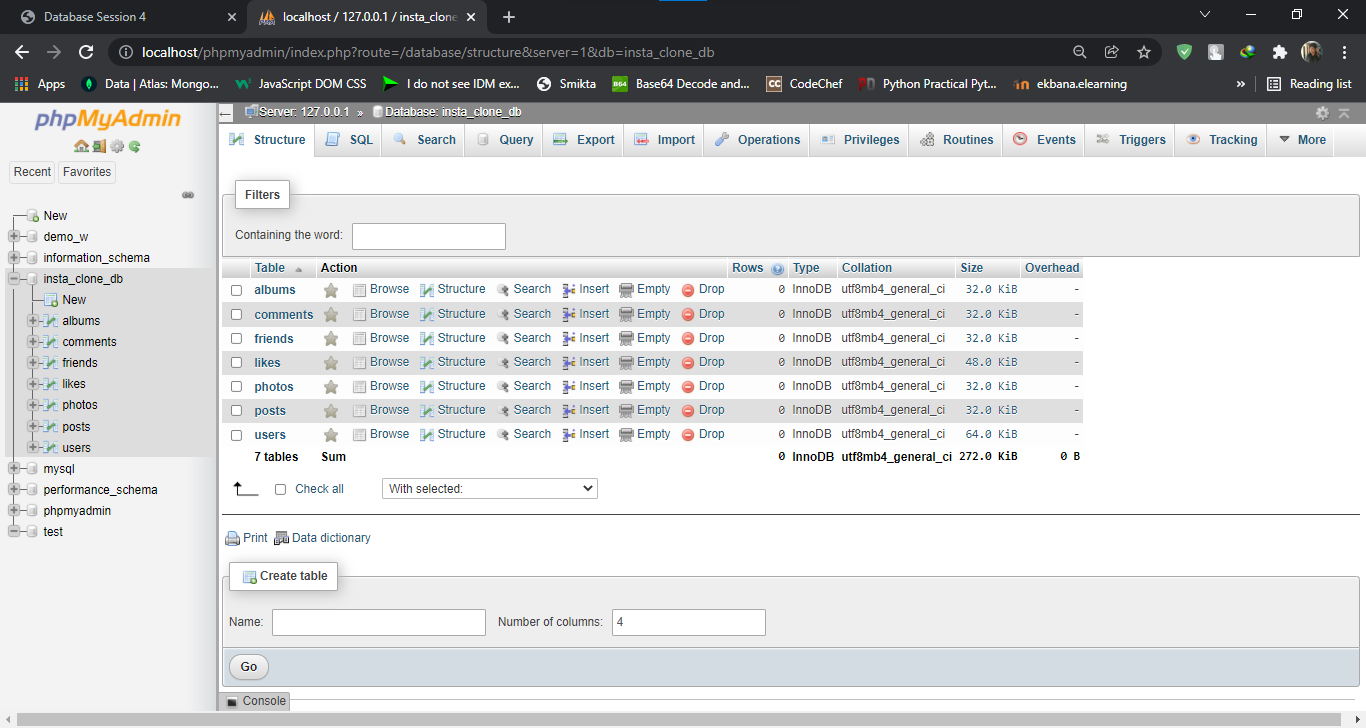 Database Session 4
localhost / 127.0.0.1 / insta_clone
localhost/phpmyadmin/index.php?route=/database/structure&server=1&db=insta_clone_db
Apps
Data | Atlas: Mongo...
JavaScript DOM CSS
I do not see IDM ex...
Smikta
B64
Base64 Decode and...
CC
CodeChef
Python Practical Pyt...
ekbana.elearning
»
Reading list
phpMyAdmin
Recent
Favorites
New
demo_w
information_schema
insta_clone_db
New
albums
comments
friends
likes
photos
posts
users
mysql
performance_schema
phpmyadmin
test
Server: 127.0.0.1 » Database: insta_clone_db
Structure SQL Search Query Export Import Operations Privileges Routines Events Triggers Tracking More
Filters
Containing the word:
Table Action Rows Type Collation Size Overhead
albums Browse Structure Search Insert Empty Drop 0 InnoDB utf8mb4_general_ci 32.0 KiB -
comments Browse Structure Search Insert Empty Drop 0 InnoDB utf8mb4_general_ci 32.0 KiB -
friends Browse Structure Search Insert Empty Drop 0 InnoDB utf8mb4_general_ci 32.0 KiB -
likes Browse Structure Search Insert Empty Drop 0 InnoDB utf8mb4_general_ci 48.0 KiB -
photos Browse Structure Search Insert Empty Drop 0 InnoDB utf8mb4_general_ci 32.0 KiB -
posts Browse Structure Search Insert Empty Drop 0 InnoDB utf8mb4_general_ci 32.0 KiB -
users Browse Structure Search Insert Empty Drop 0 InnoDB utf8mb4_general_ci 64.0 KiB -
7 tables Sum 0 InnoDB utf8mb4_general_ci 272.0 KiB 0 B
Check all With selected:
Print Data dictionary
Create table
Name: Number of columns: 4
Go
Console